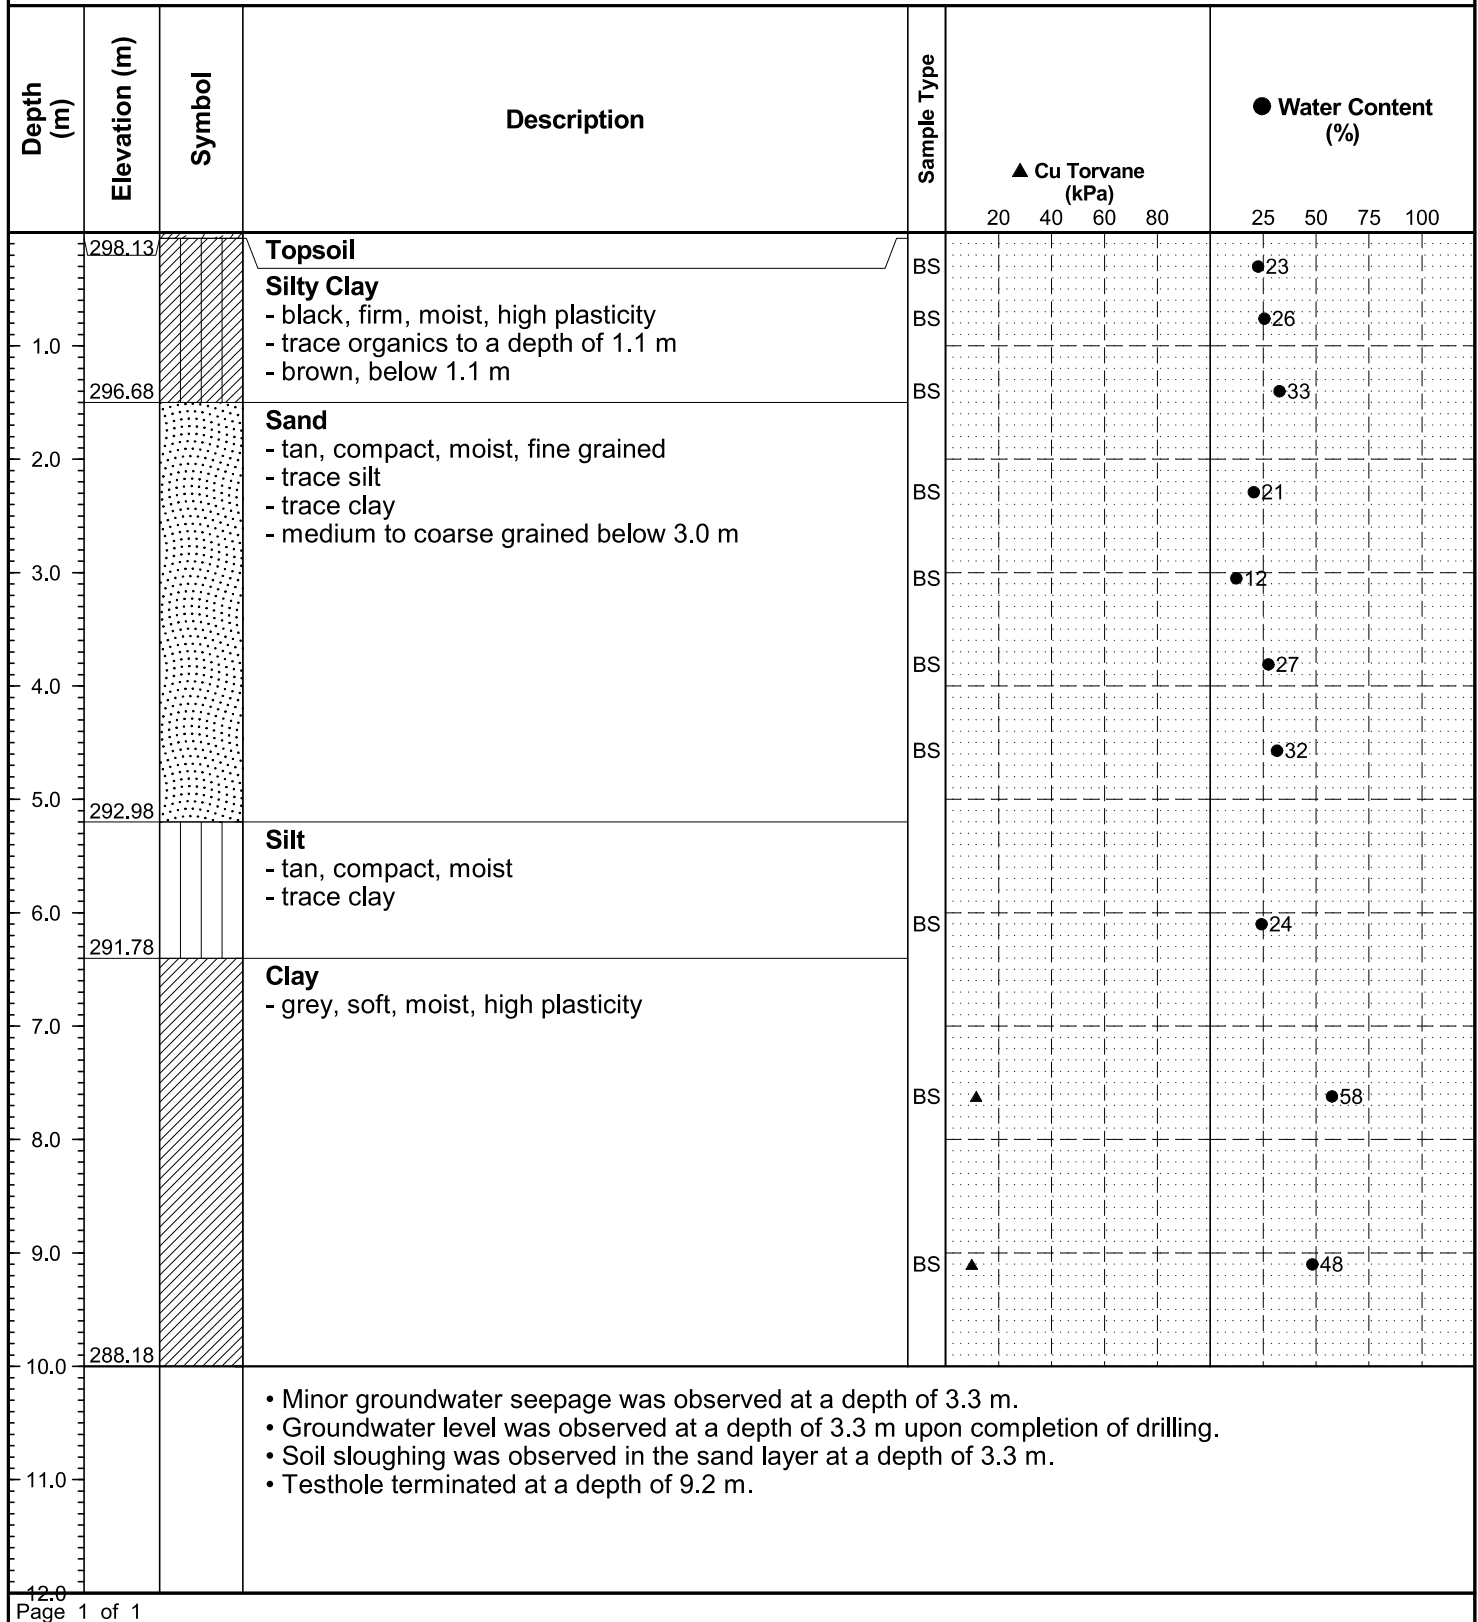 Depth
(m)
Elevation (m)
Symbol
Description
Sample Type
▲ Cu Torvane
(kPa)
20 40 60 80
● Water Content
(%)
25 50 75 100
298.13
Topsoil
BS
23
Silty Clay
- black, firm, moist, high plasticity
BS
26
1.0
- trace organics to a depth of 1.1 m
- brown, below 1.1 m
296.68
BS
33
Sand
- tan, compact, moist, fine grained
2.0
- trace silt
BS
21
- trace clay
- medium to coarse grained below 3.0 m
3.0
BS
12
BS
27
4.0
BS
32
5.0
292.98
Silt
- tan, compact, moist
- trace clay
6.0
BS
24
291.78
Clay
- grey, soft, moist, high plasticity
7.0
BS
58
8.0
9.0
BS
48
288.18
10.0
• Minor groundwater seepage was observed at a depth of 3.3 m.
• Groundwater level was observed at a depth of 3.3 m upon completion of drilling.
• Soil sloughing was observed in the sand layer at a depth of 3.3 m.
11.0
• Testhole terminated at a depth of 9.2 m.
12.0
Page 1 of 1